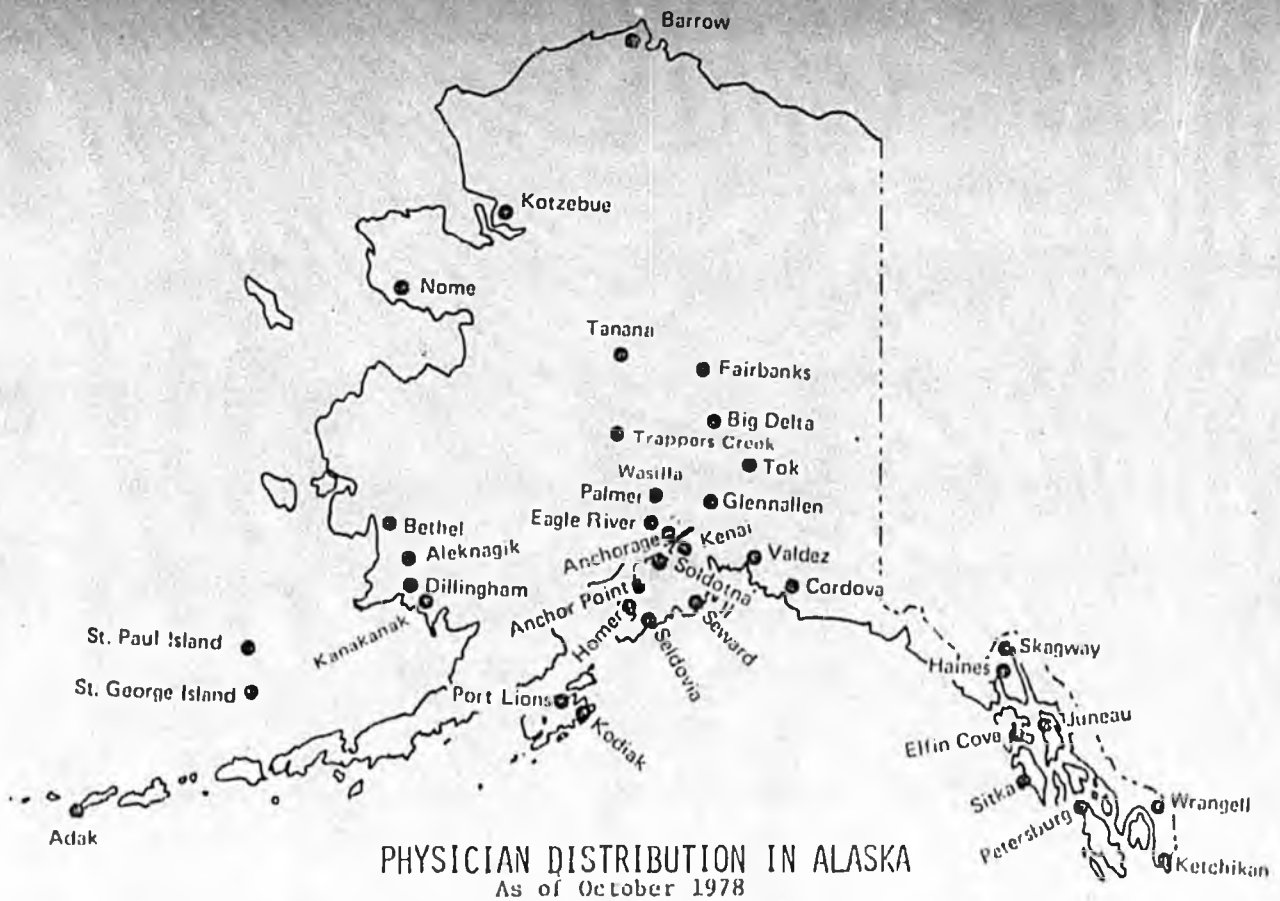 Barrow
Kotzebue
Nome
Tanana
Fairbanks
Big Delta
Trappers Creek
Tok
Wasilla
Palmer
Glennallen
Eagle River
Bethel
Anchorage
Kenai
Aleknagik
Valdez
Soldotna
Dillingham
Cordova
Anchor Point
Kanakanak
Homer
Seward
Seldovia
St. Paul Island
St. George Island
Port Lions
Kodiak
Skagway
Haines
Juneau
Elfin Cove
Sitka
Petersburg
Wrangell
Ketchikan
Adak
PHYSICIAN DISTRIBUTION IN ALASKA
As of October 1978